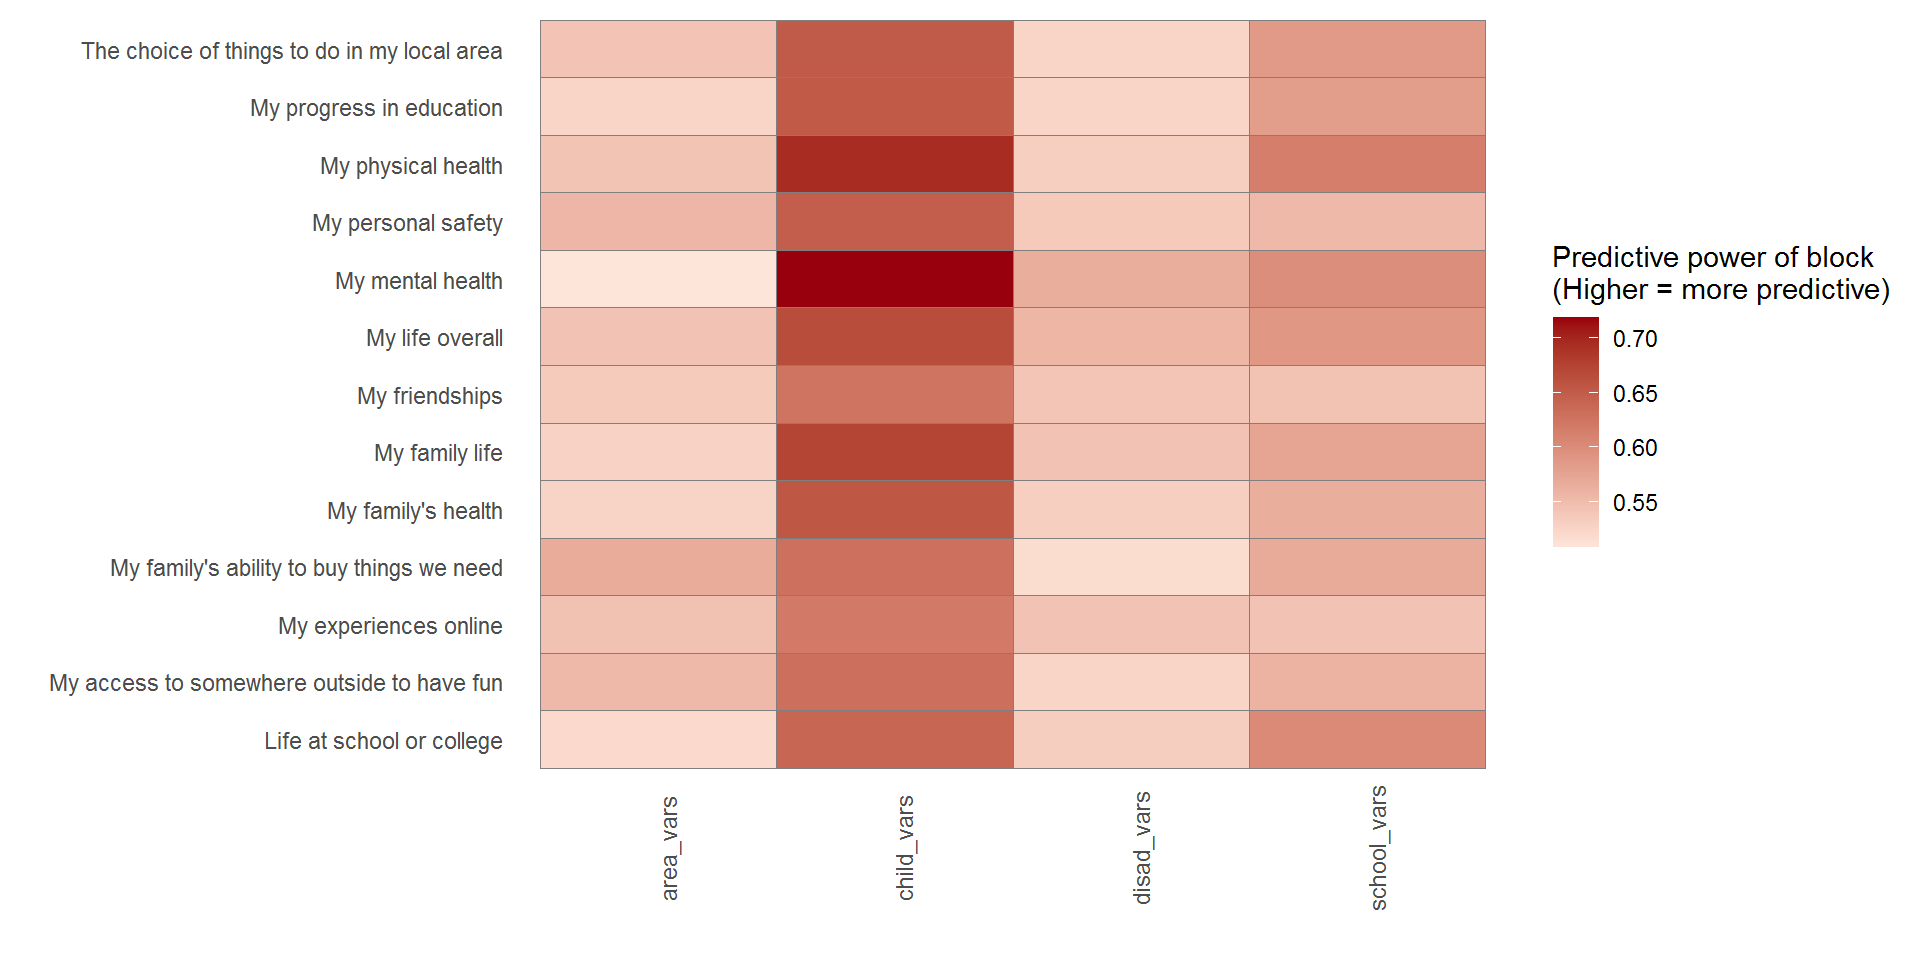 The choice of things to do in my local area
My progress in education
My physical health
My personal safety
My mental health
My life overall
My friendships
My family life
My family's health
My family's ability to buy things we need
My experiences online
My access to somewhere outside to have fun
Life at school or college
area_vars
child_vars
disad_vars
school_vars
Predictive power of block
(Higher = more predictive)
0.70
0.65
0.60
0.55